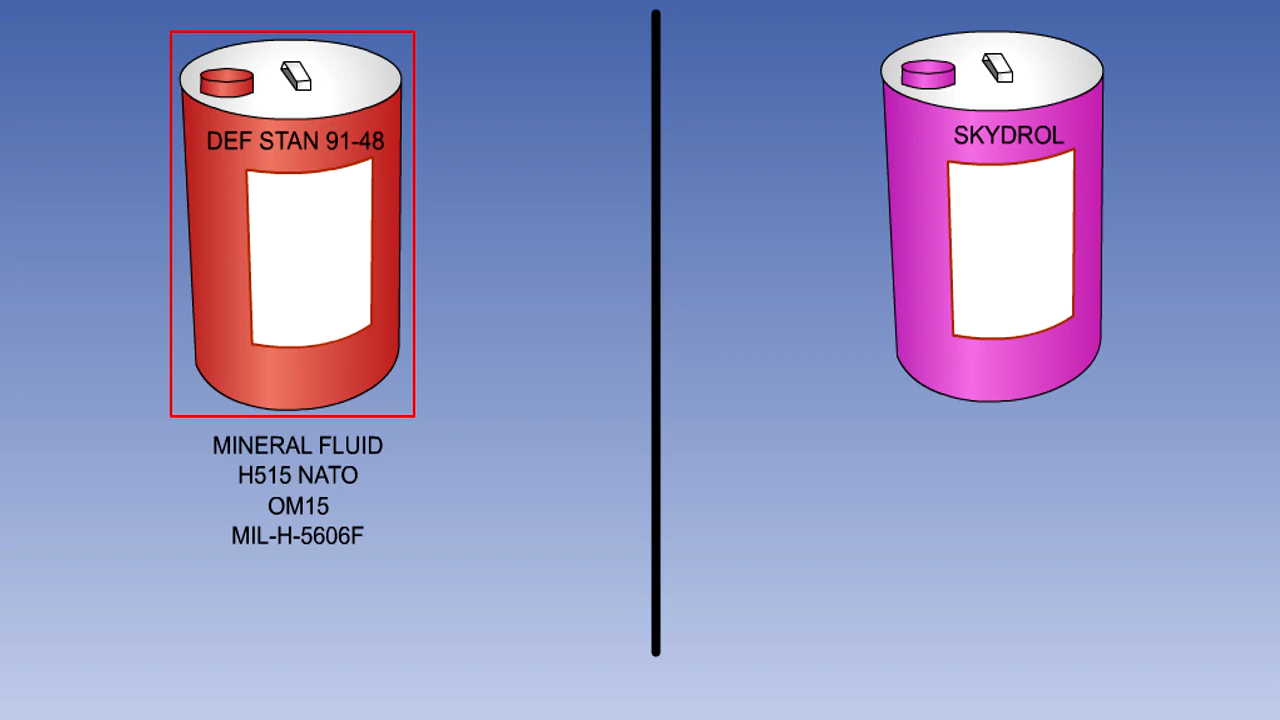 DEF STAN 91-48
MINERAL FLUID
H515 NATO
OM15
MIL-H-5606F
SKYDROL